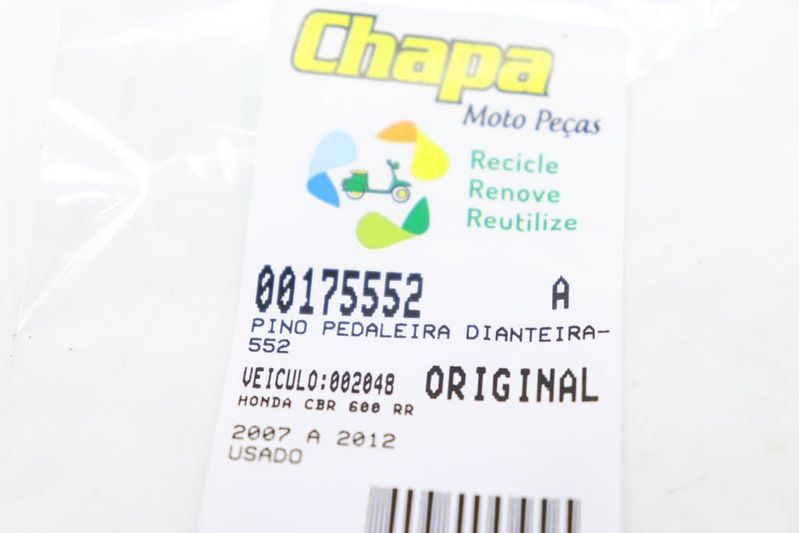 Chapa
Moto Peças
Recicle
Renove
Reutilize
00175552 A
PINO PEDALEIRA DIANTEIRA-
552
VEICULO:002048 ORIGINAL
HONDA CBR 600 RR
2007 A 2012
USADO